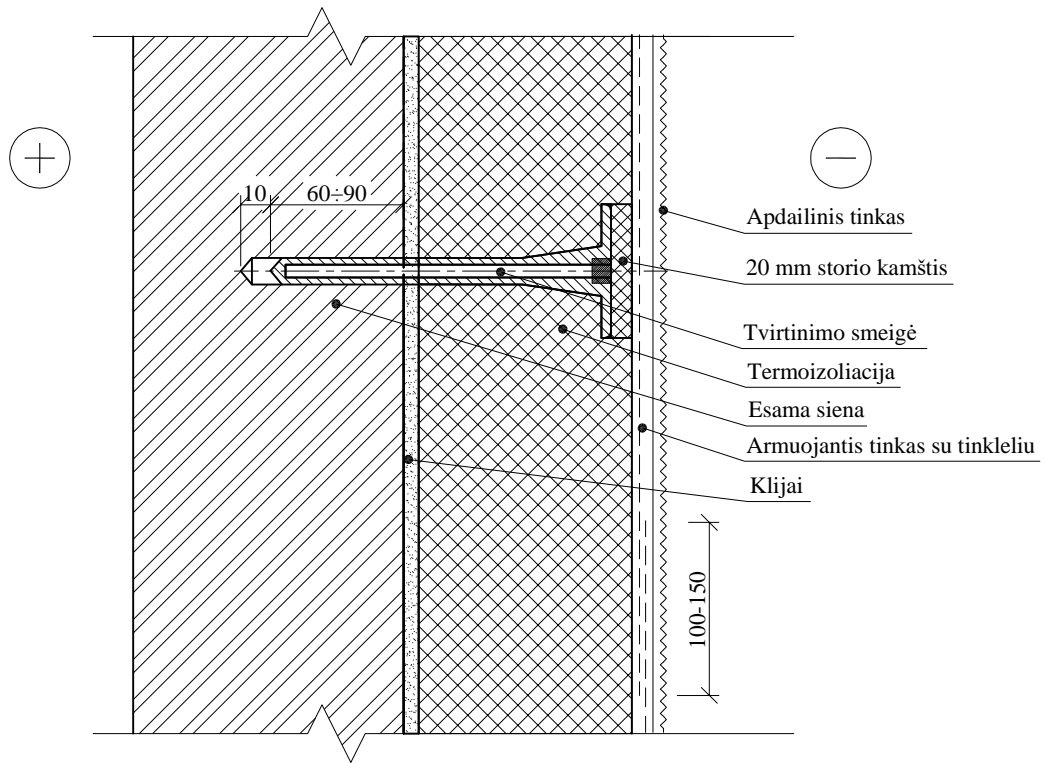 +
−
10
60÷90
Apdailinis tinkas
20 mm storio kamštis
Tvirtinimo smeigė
Termoizoliacija
Esama siena
Armuojantis tinkas su tinkleliu
Klijai
100-150